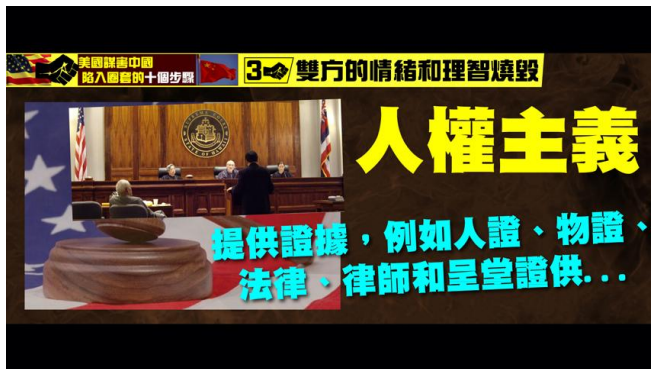 美國謀害中國
陷入圈套的十個步驟
3 雙方的情緒和理智燒毀
人權主義
提供證據，例如人證、物證、
法律、律師和呈堂證供...